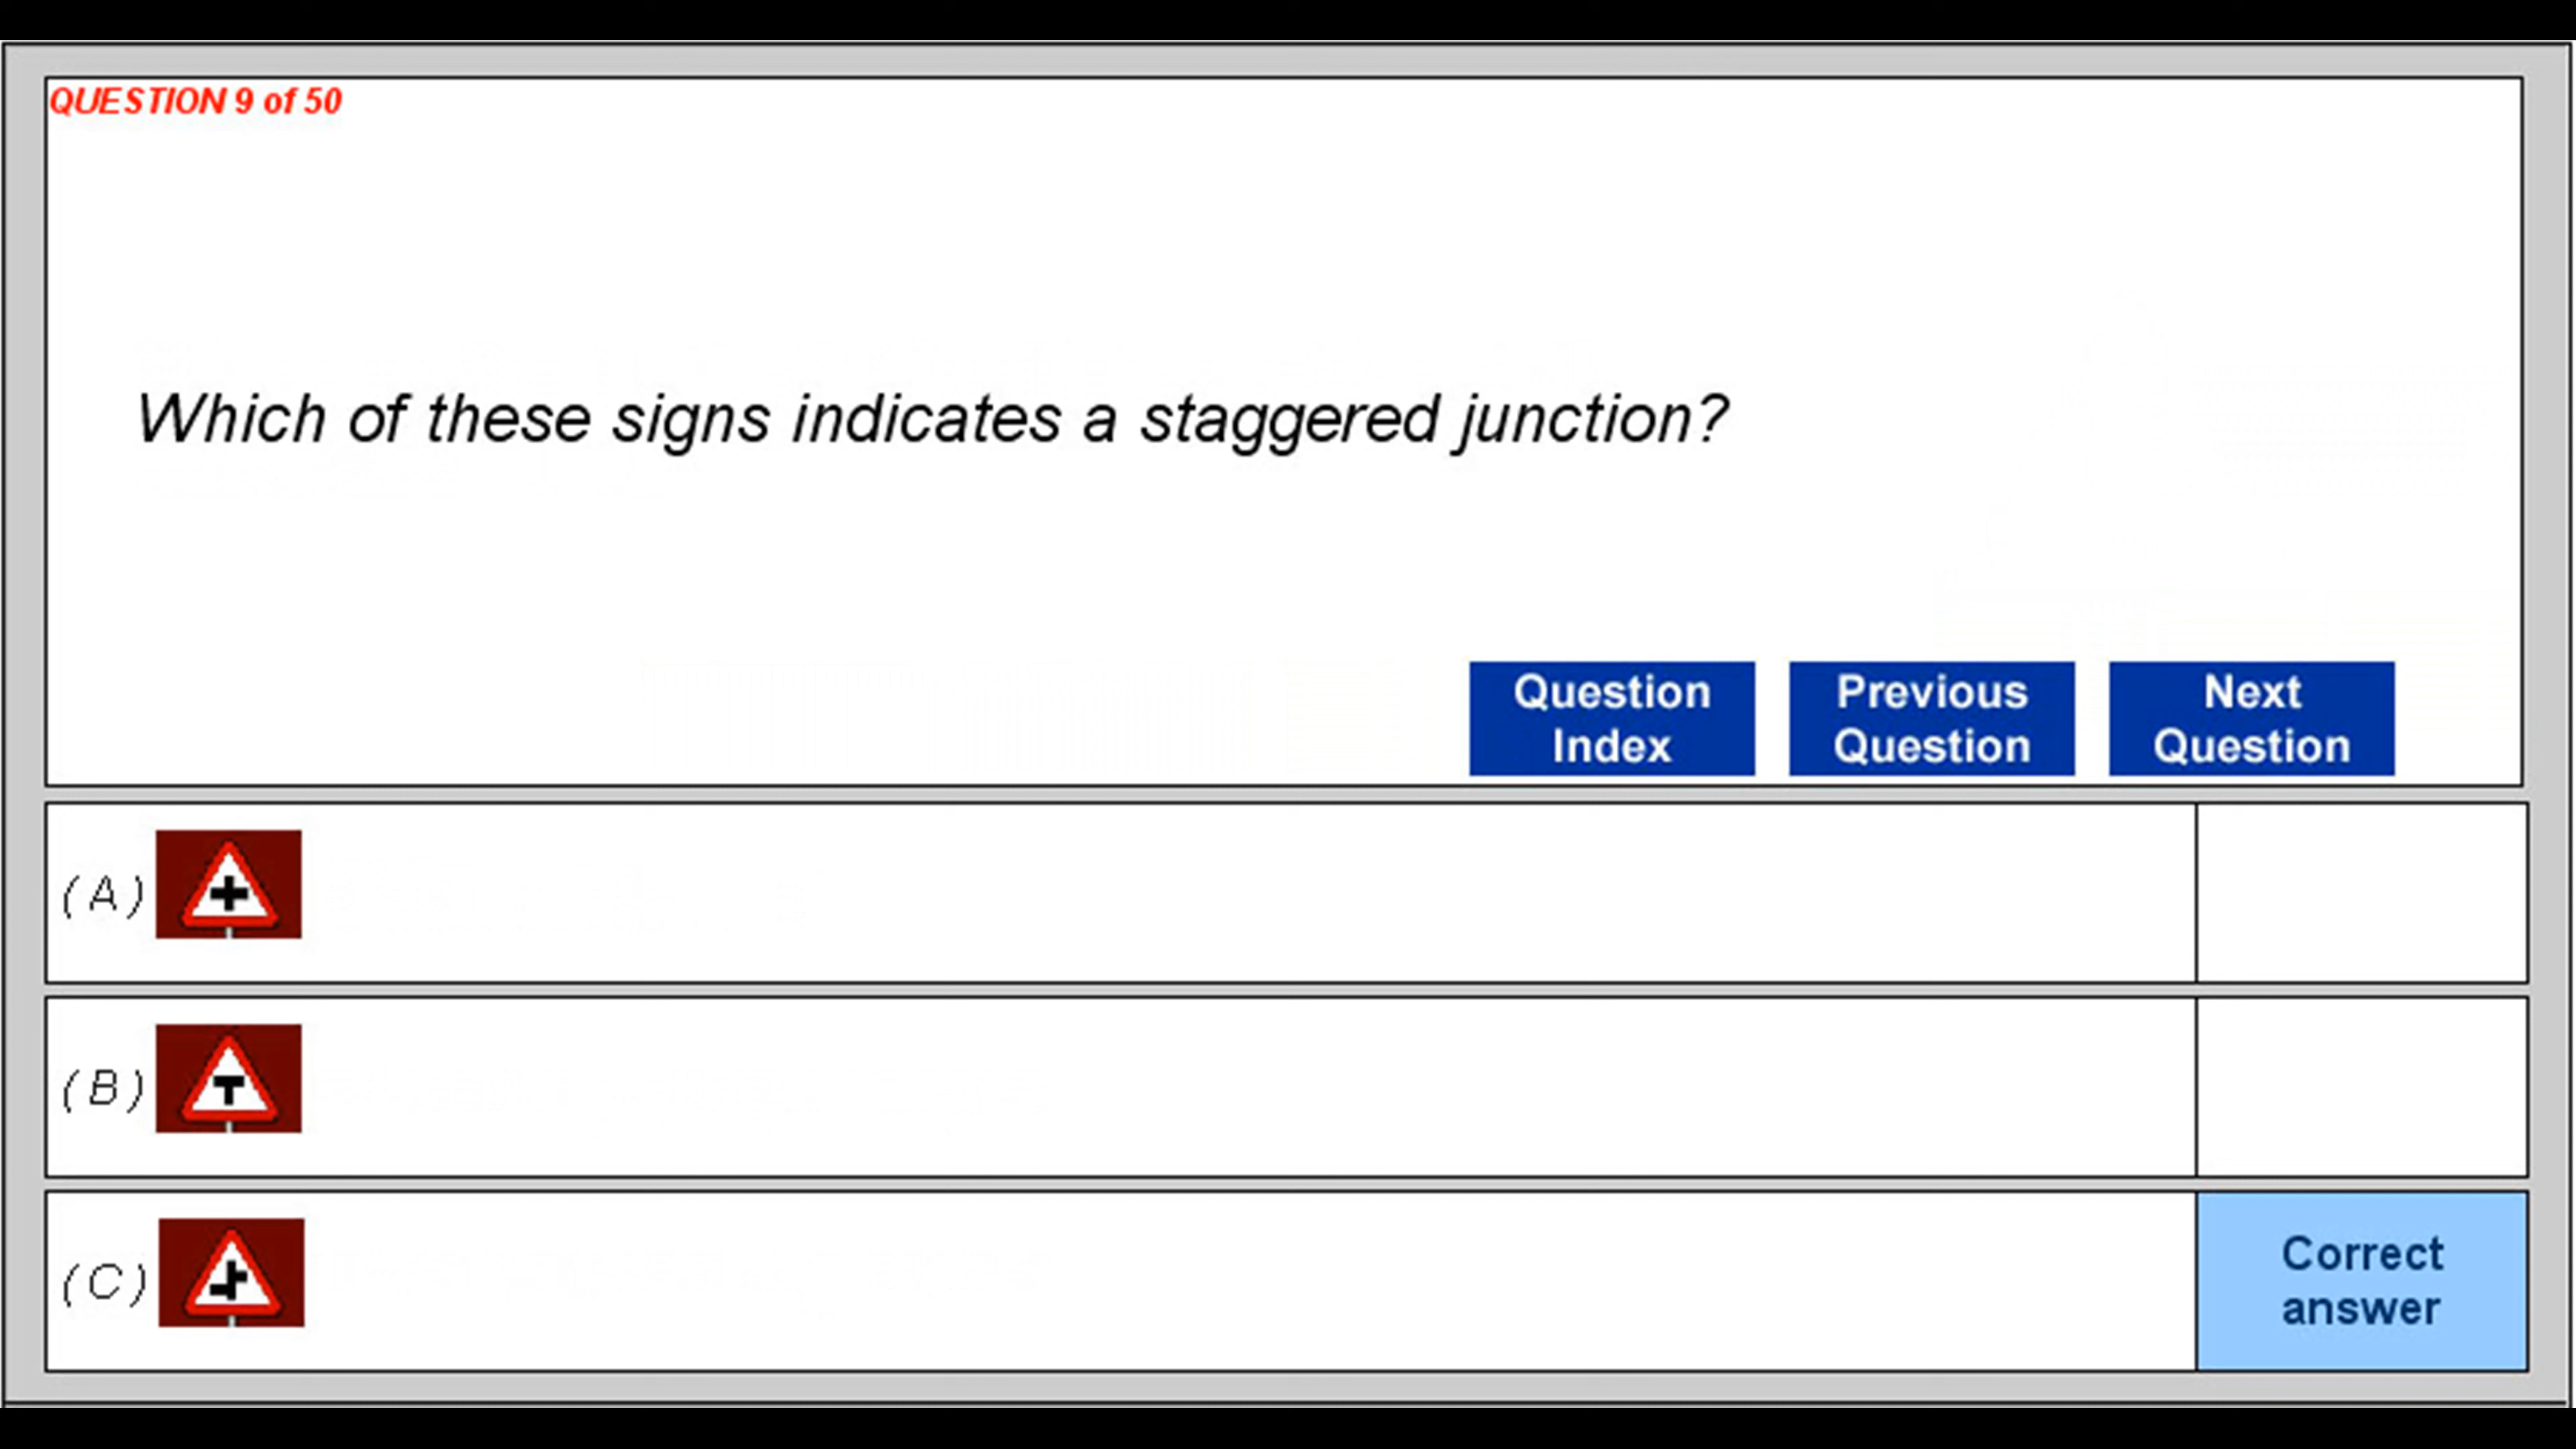 QUESTION 9 of 50
Which of these signs indicates a staggered junction?
Question
Index
Previous
Question
Next
Question
(A)
(B)
(C)
Correct
answer